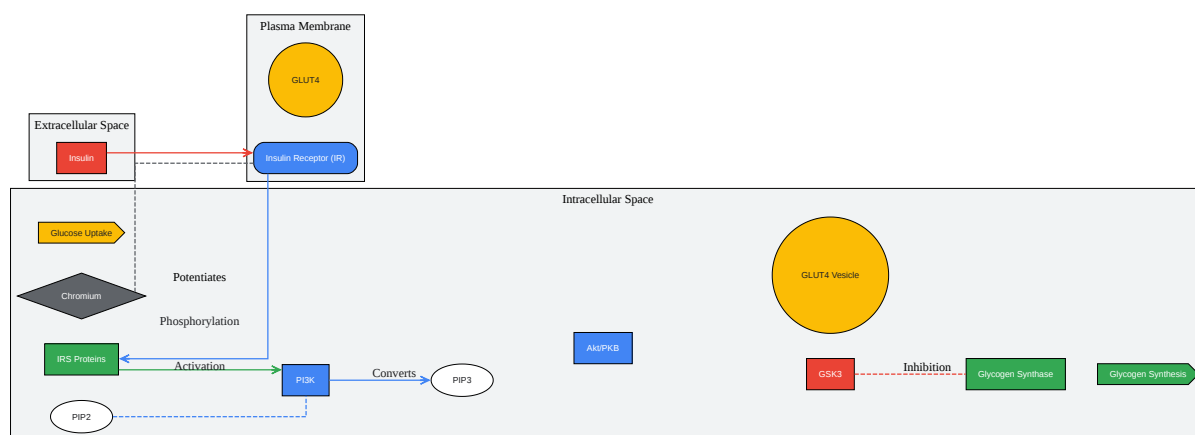 Plasma Membrane
GLUT4
Extracellular Space
Insulin
Insulin Receptor (IR)
Intracellular Space
Glucose Uptake
GLUT4 Vesicle
Potentiates
Chromium
Phosphorylation
Akt/PKB
IRS Proteins
Activation
PI3K
Converts
PIP3
GSK3
Inhibition
Glycogen Synthase
Glycogen Synthesis
PIP2